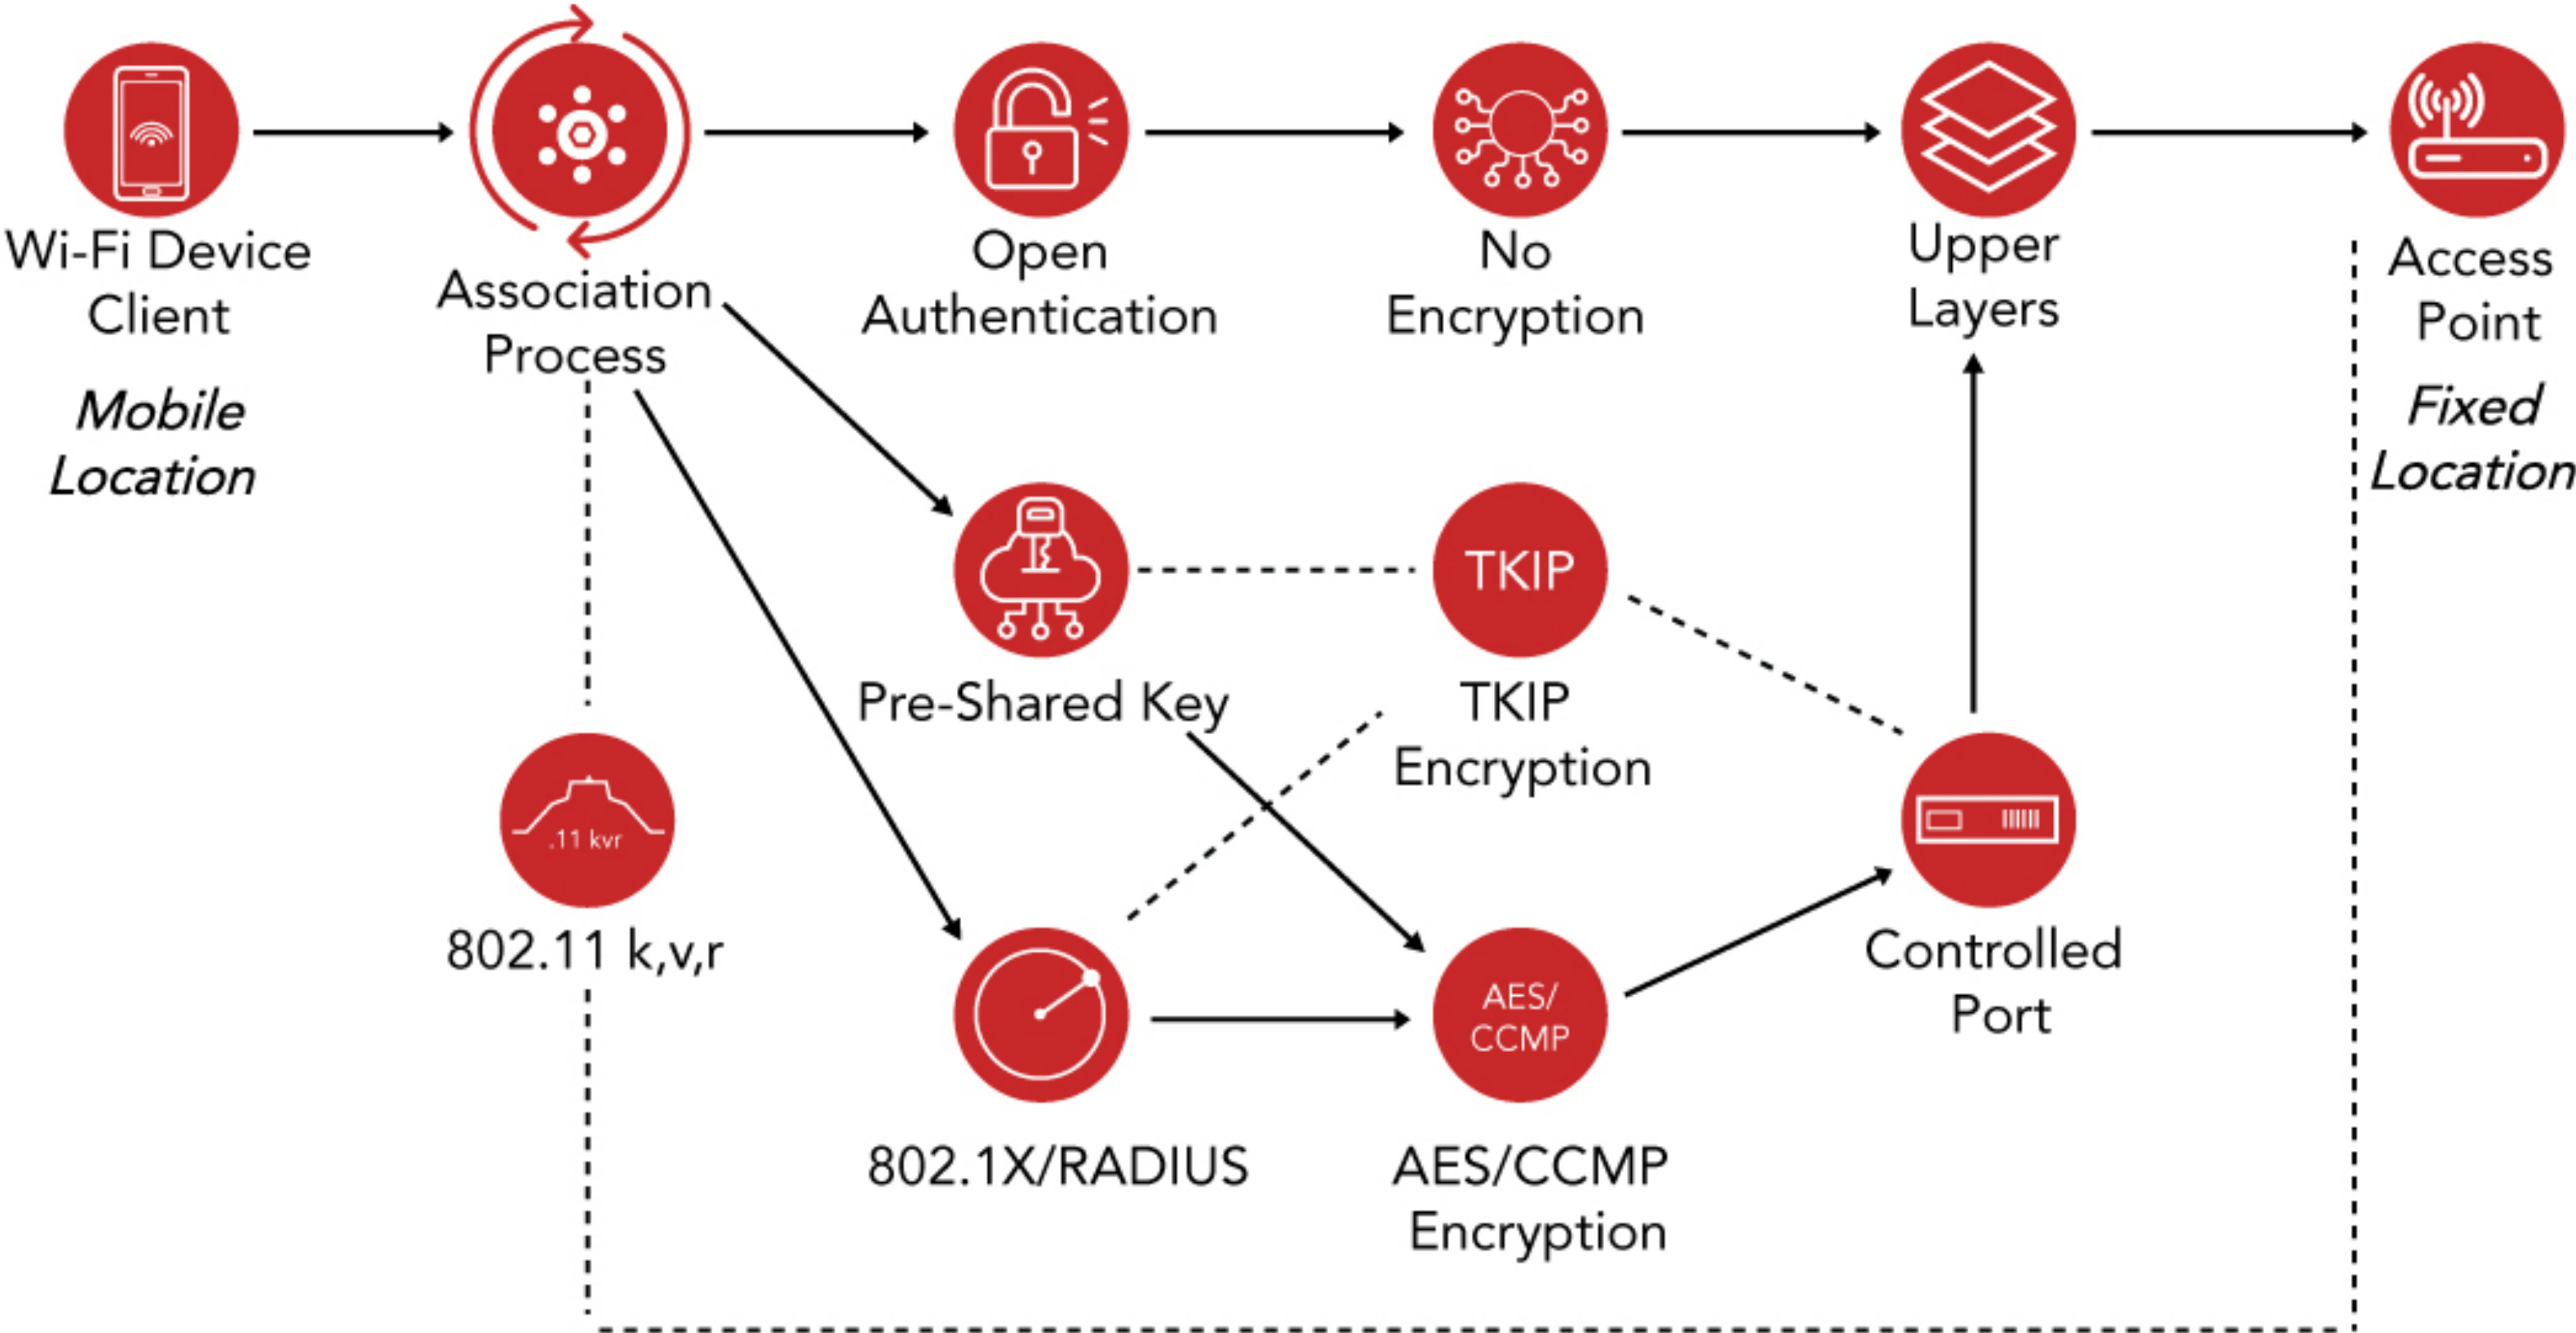 Wi-Fi Device
Client
Mobile
Location
Association
Process
Open
Authentication
No
Encryption
Upper
Layers
Access
Point
Fixed
Location
Pre-Shared Key
TKIP
TKIP
Encryption
.11 kvr
802.11 k,v,r
802.1X/RADIUS
AES/
CCMP
AES/CCMP
Encryption
Controlled
Port